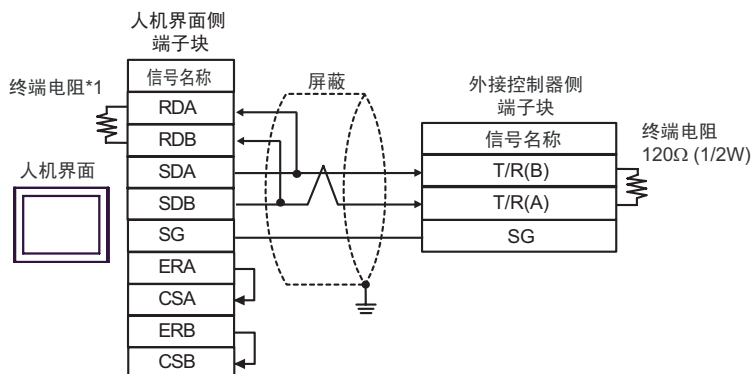 人机界面侧
端子块
终端电阻*1
信号名称
RDA
RDB
SDA
SDB
SG
ERA
CSA
ERB
CSB
人机界面
屏蔽
外接控制器侧
端子块
信号名称
T/R(B)
T/R(A)
SG
终端电阻
120Ω (1/2W)